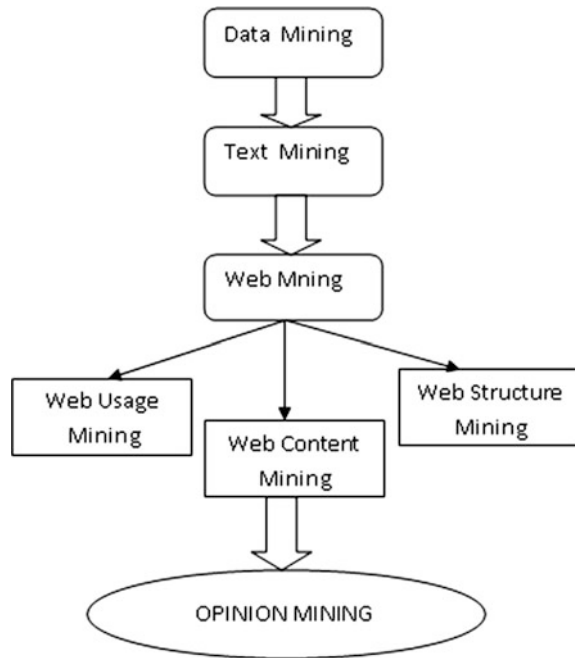 Data Mining
Text Mining
Web Mning
Web Usage
Mining
Web Content
Mining
Web Structure
Mining
OPINION MINING